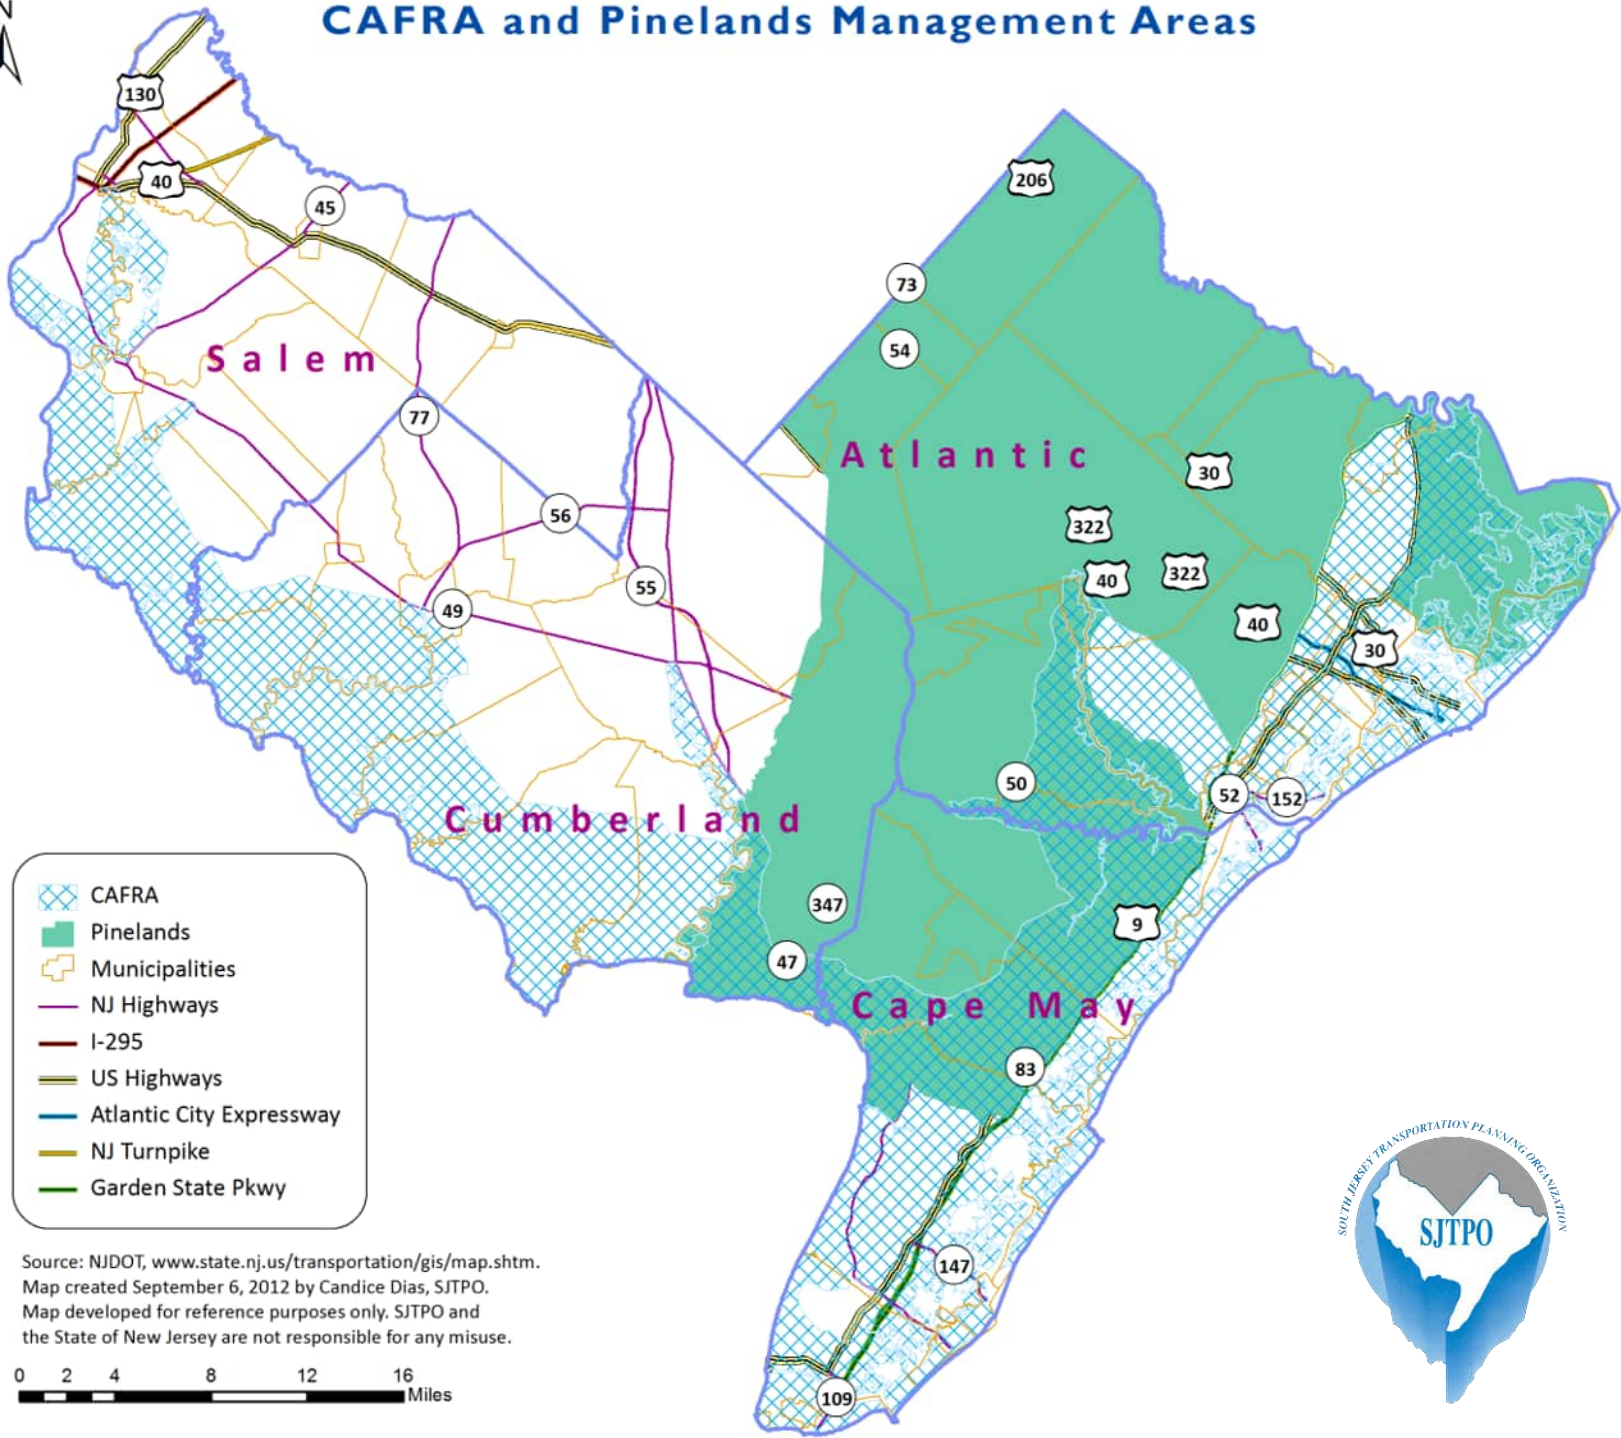 N
CAFRA and Pinelands Management Areas
130
40
45
206
73
54
Salem
77
Atlantic
30
56
322
40
322
55
49
40
30
50
52
152
Cumberland
347
9
47
Cape May
83
147
109
CAFRA
Pinelands
Municipalities
NJ Highways
I-295
US Highways
Atlantic City Expressway
NJ Turnpike
Garden State Pkwy
Source: NJDOT, www.state.nj.us/transportation/gis/map.shtm.
Map created September 6, 2012 by Candice Dias, SJTPO.
Map developed for reference purposes only. SJTPO and
the State of New Jersey are not responsible for any misuse.
0 2 4 8 12 16
Miles
SOUTH JERSEY TRANSPORTATION PLANNING ORGANIZATION
SJTPO